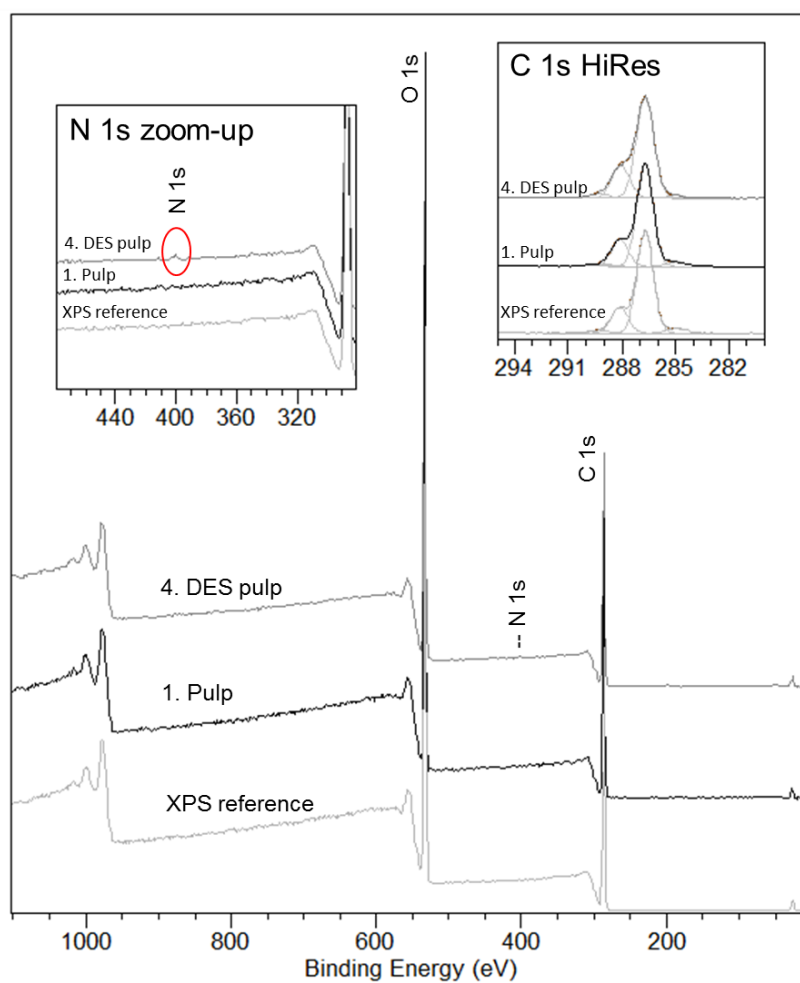 O 1s
C 1s HiRes
4. DES pulp
1. Pulp
XPS reference
294 291 288 285 282
N 1s zoom-up
N 1s
4. DES pulp
1. Pulp
XPS reference
440 400 360 320
C 1s
-- N 1s
4. DES pulp
1. Pulp
XPS reference
1000 800 600 400 200
Binding Energy (eV)